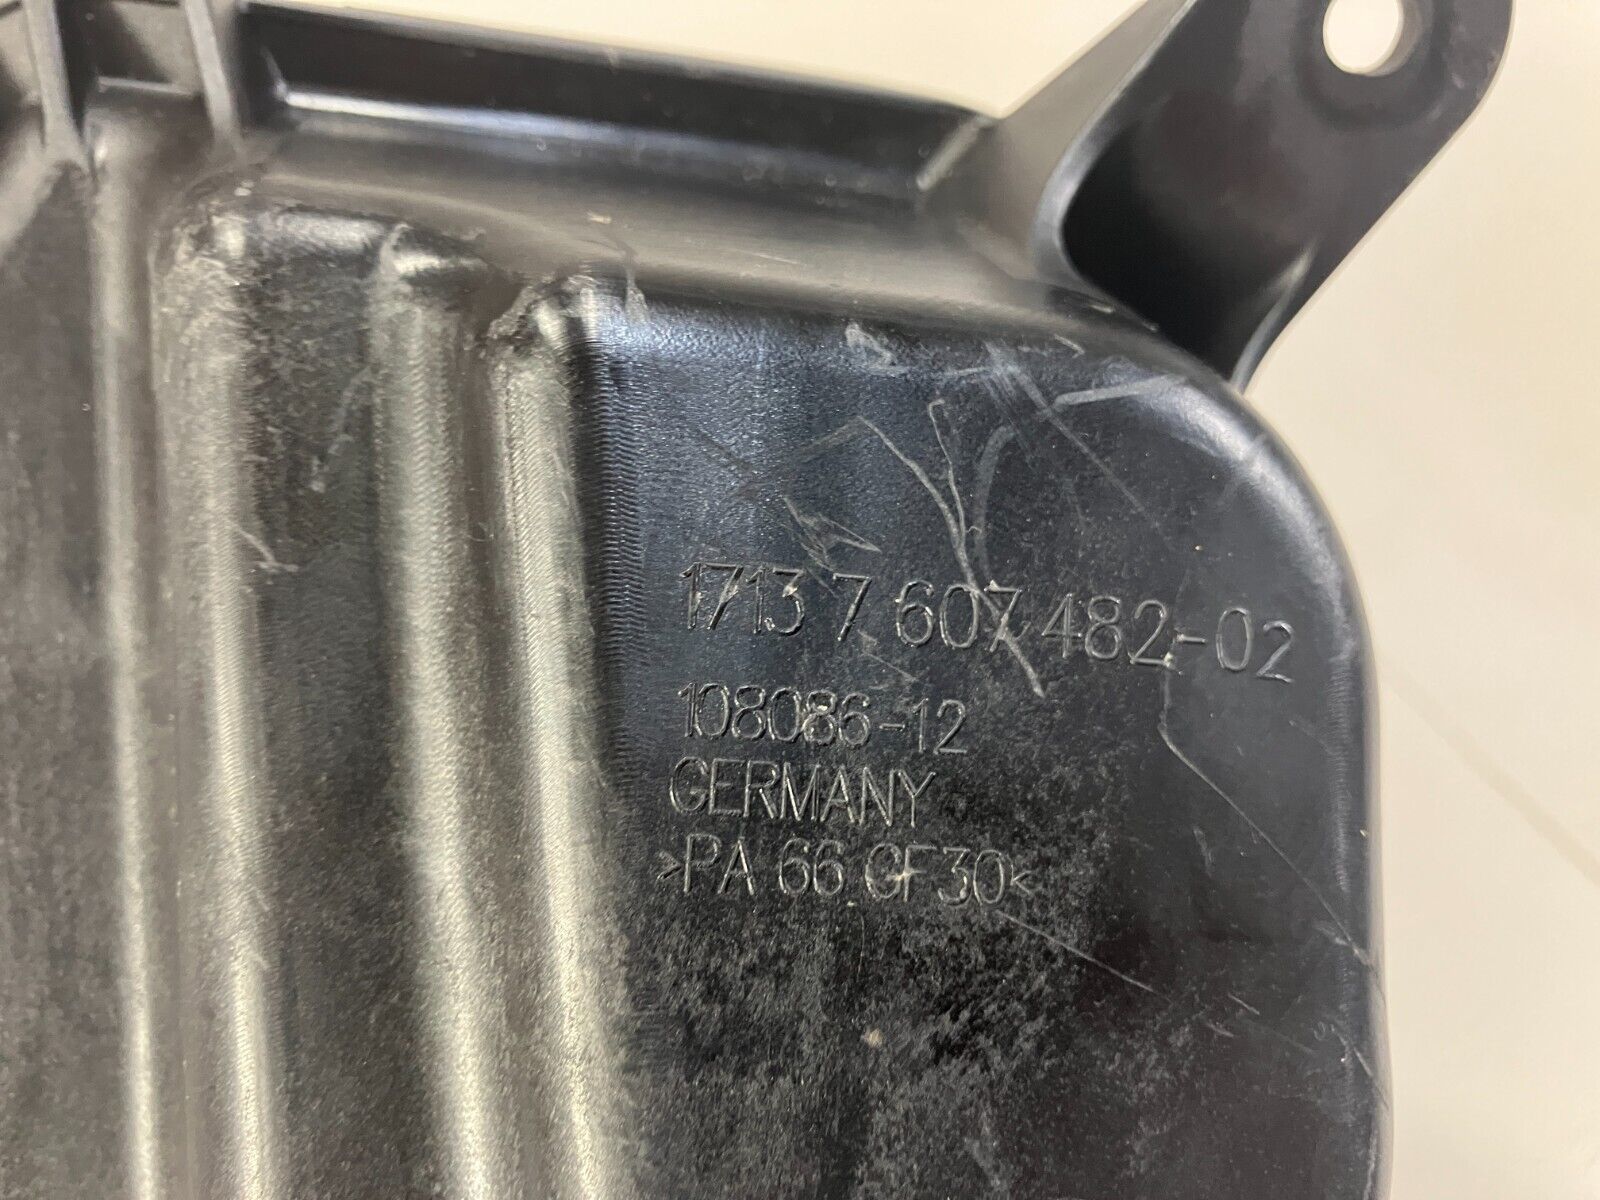 1713 7 607 482-02
108086-12
GERMANY
>PA 66 GF30<